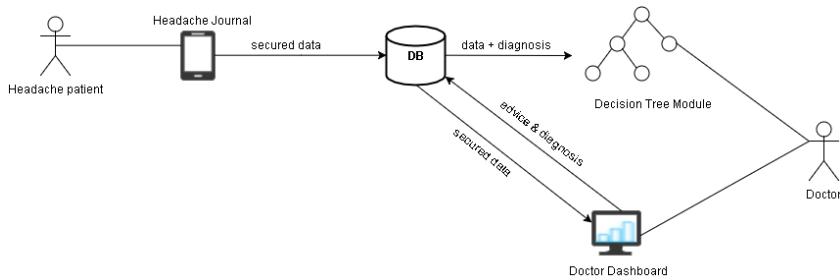 Headache Journal
secured data
DB
data + diagnosis
Headache patient
Decision Tree Module
advice & diagnosis
secured data
Doctor
Doctor Dashboard